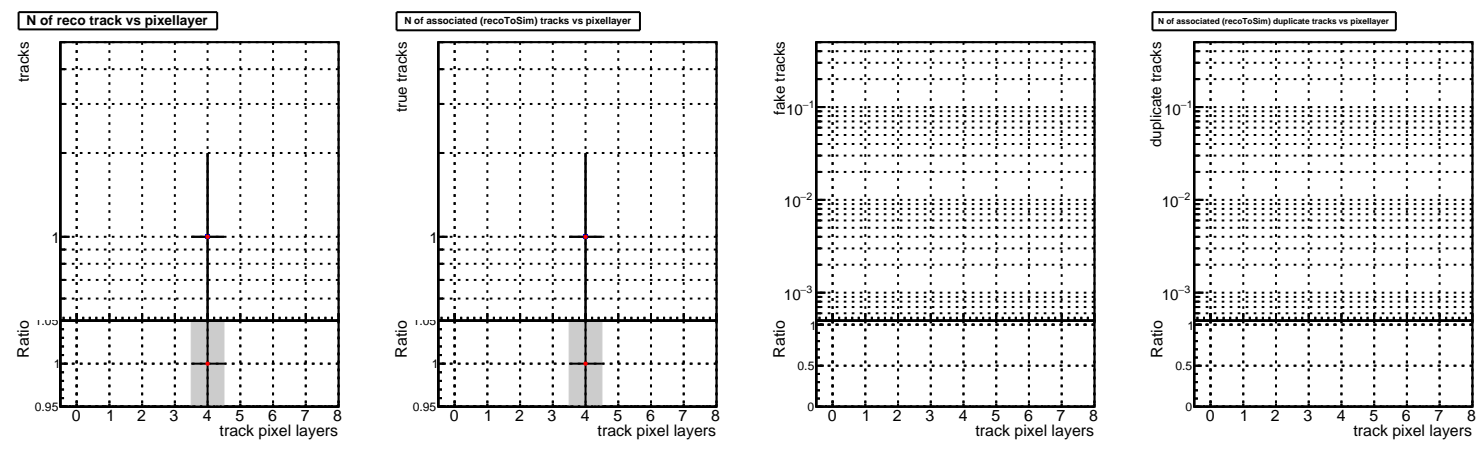 N of reco track vs pixellayer
tracks
1
Ratio
1.05
1
0.95
0 1 2 3 4 5 6 7 8
track pixel layers
N of associated (recoToSim) tracks vs pixellayer
true tracks
1
Ratio
1.05
1
0.95
0 1 2 3 4 5 6 7 8
track pixel layers
fake tracks
10⁻¹
10⁻²
10⁻³
Ratio
1
0.5
0
0 1 2 3 4 5 6 7 8
track pixel layers
N of associated (recoToSim) duplicate tracks vs pixellayer
duplicate tracks
10⁻¹
10⁻²
10⁻³
Ratio
1
0.5
0
0 1 2 3 4 5 6 7 8
track pixel layers